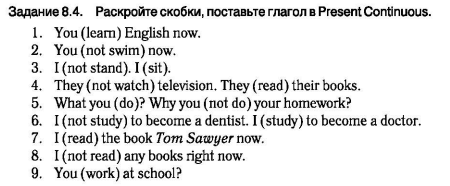 Задание 8.4. Раскройте скобки, поставьте глагол в Present Continuous.
1. You (learn) English now.
2. You (not swim) now.
3. I (not stand). I (sit).
4. They (not watch) television. They (read) their books.
5. What you (do)? Why you (not do) your homework?
6. I (not study) to become a dentist. I (study) to become a doctor.
7. I (read) the book Tom Sawyer now.
8. I (not read) any books right now.
9. You (work) at school?